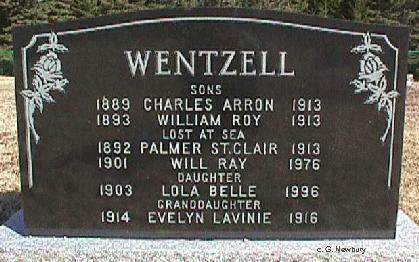 WENTZELL
SONS
1889 CHARLES ARRON 1913
1893 WILLIAM ROY 1913
LOST AT SEA
1892 PALMER ST. CLAIR 1913
1901 WILL RAY 1976
DAUGHTER
1903 LOLA BELLE 1996
GRANDDAUGHTER
1914 EVELYN LAVINIE 1916
c. G. Newbury